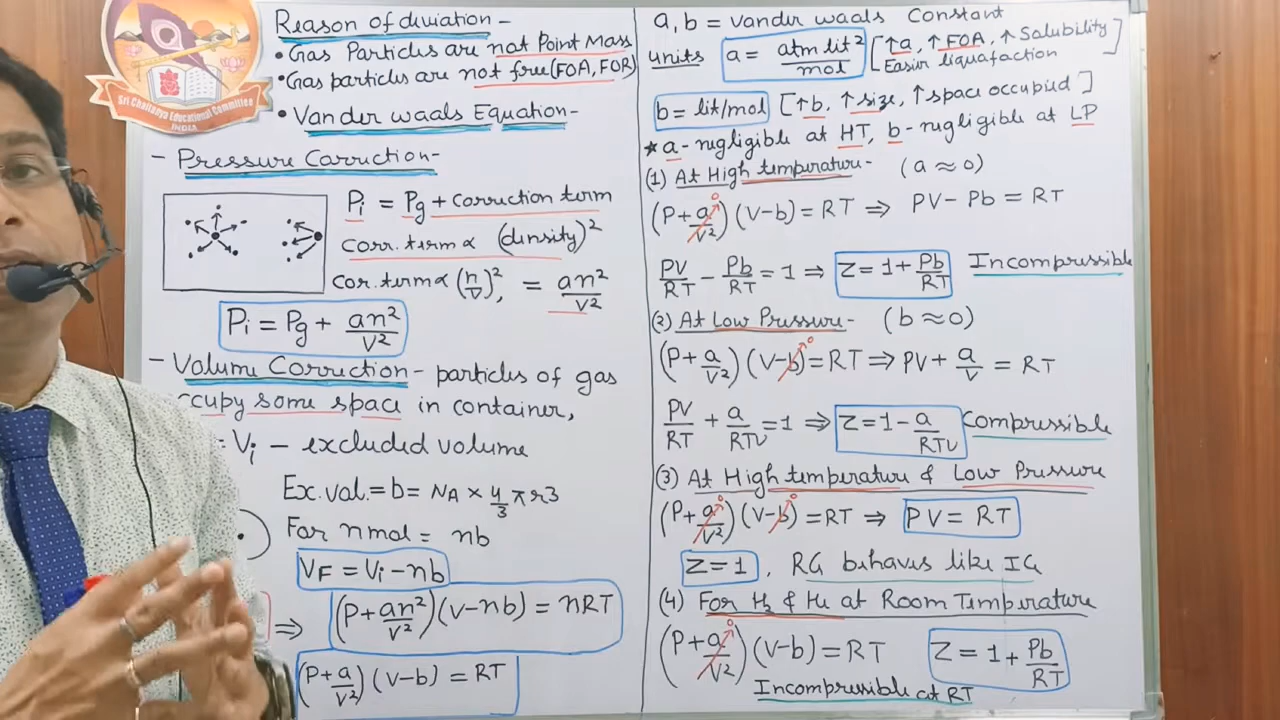 Sri Chaitanya Educational Committee
INDIA
Reason of deviation -
• Gas Particles are not Point Mass
• Gas particles are not free (FOA, FOR)
• Vander waals Equation -
- Pressure Correction -
Pi = Pg + correction term
corr. term ∝ (density)²
cor. term ∝ (n/V)², = an²/V²
Pi = Pg + an²/V²
- Volume Correction - particles of gas
ccupy some space in container,
= Vi - excluded volume
Ex. vol. = b = NA × 4/3 πr3
For n mol = nb
VF = Vi - nb
⇒ (P + an²/V²) (V - nb) = nRT
(P + a/V²) (V - b) = RT
a, b = vander waals Constant
units a = atm lit²/mol [↑a, ↑FOA, ↑Solubility
Easier liquafaction]
b = lit/mol [↑b, ↑size, ↑space occupied]
★ a - negligible at HT, b - negligible at LP
(1) At High temperature - (a ≈ 0)
(P + a/V²) (V - b) = RT ⇒ PV - Pb = RT
PV/RT - Pb/RT = 1 ⇒ Z = 1 + Pb/RT Incompressible
(2) At Low Pressure - (b ≈ 0)
(P + a/V²) (V - b) = RT ⇒ PV + a/V = RT
PV/RT + a/RTV = 1 ⇒ Z = 1 - a/RTV Compressible
(3) At High temperature & Low Pressure
(P + a/V²) (V - b) = RT ⇒ PV = RT
Z = 1, RG behaves like IG
(4) For H₂ & He at Room Temperature
(P + a/V²) (V - b) = RT Z = 1 + Pb/RT
Incompressible at RT